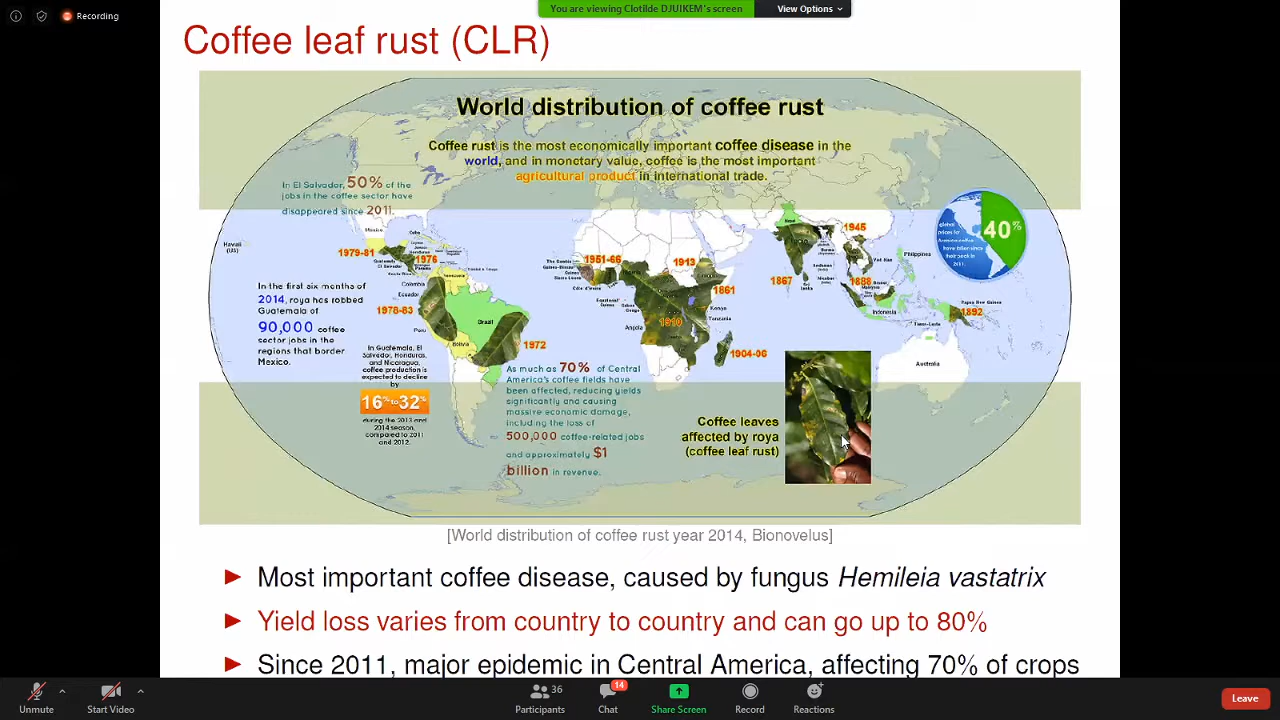 Recording
You are viewing Clotilde DJUIKEM's screen
View Options
Coffee leaf rust (CLR)
World distribution of coffee rust
Coffee rust is the most economically important coffee disease in the
world, and in monetary value, coffee is the most important
agricultural product in international trade.
In El Salvador, 50% of the
jobs in the coffee sector have
disappeared since 2011.
Hawaii
(US)
Mexico
Cuba
1979-81
1976
1951-66
1913
1945
40%
Philippines
1861
1867
1886
In the first six months of
2014, roya has robbed
Guatemala of
90,000 coffee
sector jobs in the
regions that border
Mexico.
Colombia
Ecuador
1978-83
Peru
Brazil
Bolivia
1972
Angola
1910
Kenya
Tanzania
1904-06
Indonesia
Papua New Guinea
1892
Timor-Leste
Australia
In Guatemala, El
Salvador, Honduras,
and Nicaragua,
coffee production is
expected to decline
by
16% to 32%
during the 2013 and
2014 season,
compared to 2011
and 2012.
As much as 70% of Central
America's coffee fields have
been affected, reducing yields
significantly and causing
massive economic damage,
including the loss of
500,000 coffee-related jobs
and approximately $1
billion in revenue.
Coffee leaves
affected by roya
(coffee leaf rust)
[World distribution of coffee rust year 2014, Bionovelus]
► Most important coffee disease, caused by fungus Hemileia vastatrix
► Yield loss varies from country to country and can go up to 80%
► Since 2011, major epidemic in Central America, affecting 70% of crops
Unmute
Start Video
36
Participants
14
Chat
Share Screen
Record
Reactions
Leave